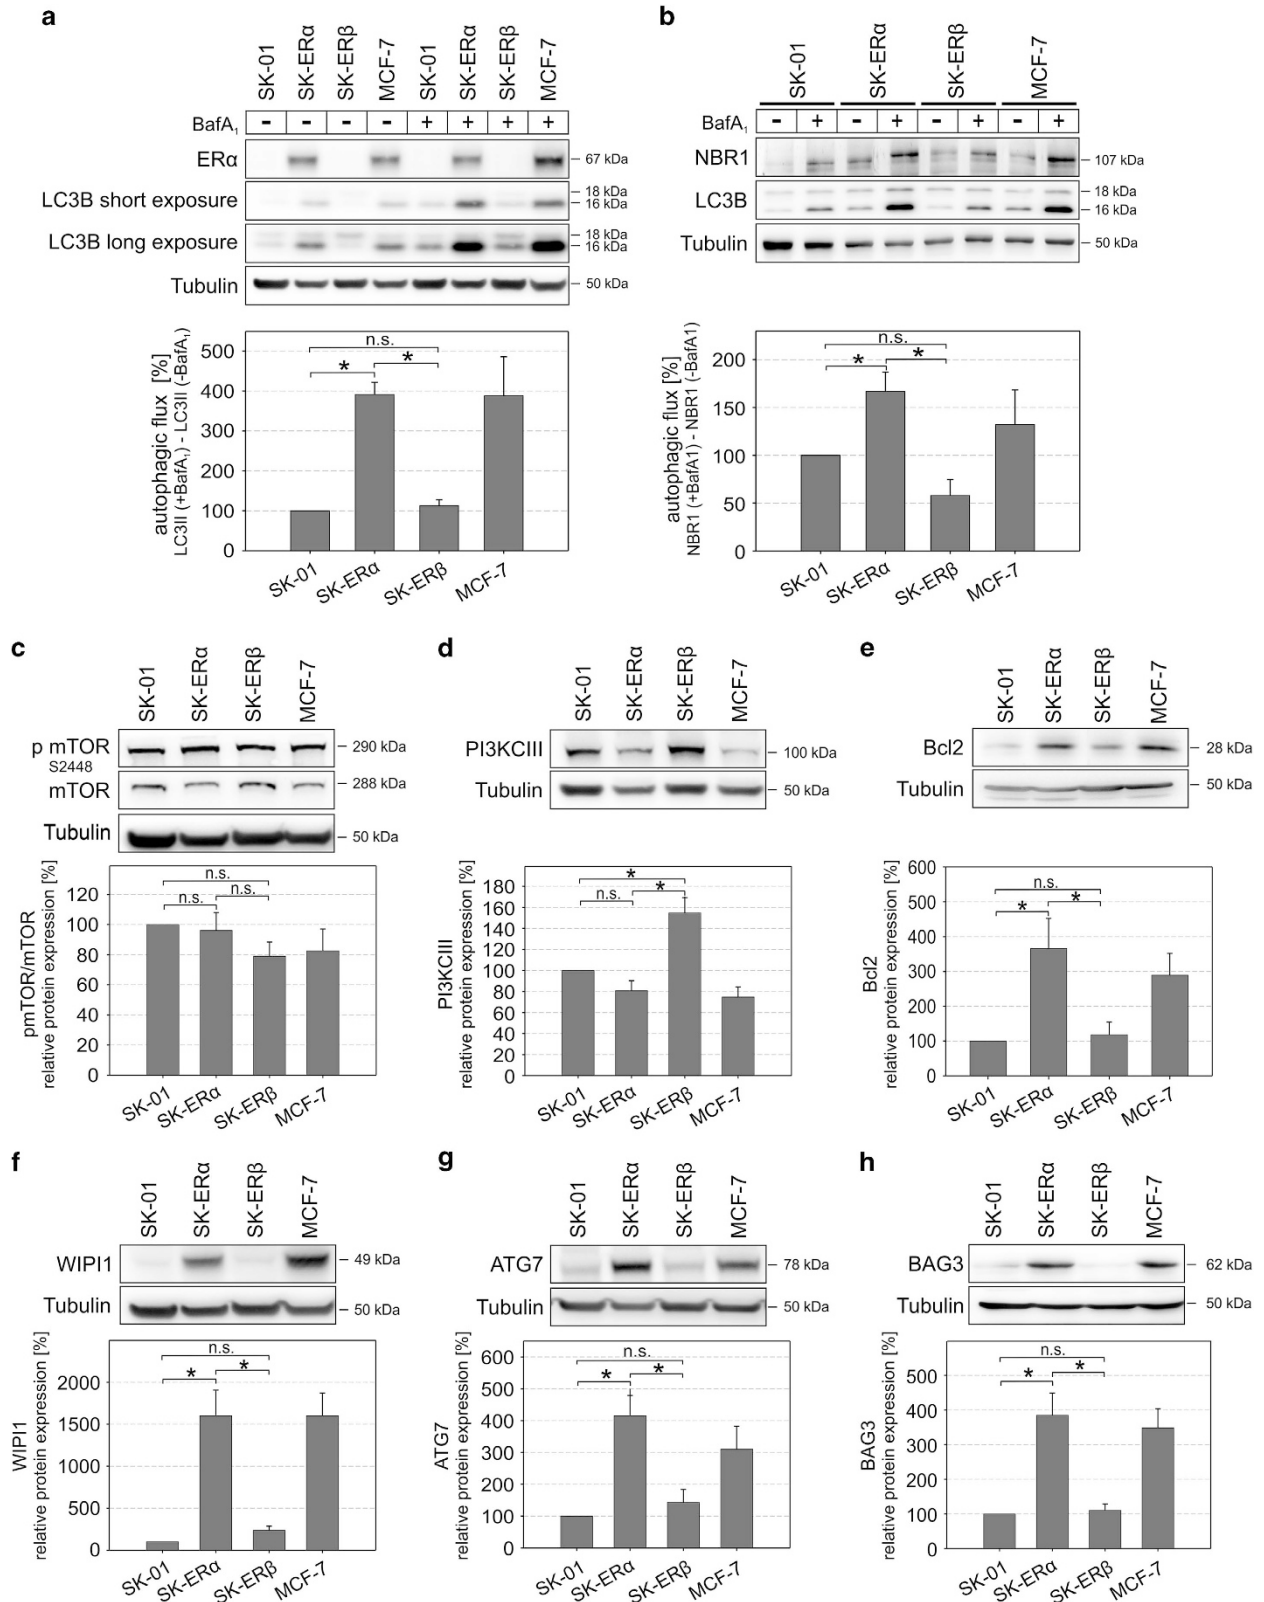 a
SK-01 SK-ERα SK-ERβ MCF-7 SK-01 SK-ERα SK-ERβ MCF-7
BafA₁ - - - - + + + +
ERα 67 kDa
LC3B short exposure 18 kDa 16 kDa
LC3B long exposure 18 kDa 16 kDa
Tubulin 50 kDa
autophagic flux [%]
LC3II (+BafA₁) - LC3II (-BafA₁)
500
400
300
200
100
0
n.s.
* *
SK-01 SK-ERα SK-ERβ MCF-7
b
SK-01 SK-ERα SK-ERβ MCF-7
BafA₁ - + - + - + - +
NBR1 107 kDa
LC3B 18 kDa 16 kDa
Tubulin 50 kDa
autophagic flux [%]
NBR1 (+BafA1) - NBR1 (-BafA1)
200
150
100
50
0
n.s.
* *
SK-01 SK-ERα SK-ERβ MCF-7
c
SK-01 SK-ERα SK-ERβ MCF-7
p mTOR 290 kDa
S2448
mTOR 288 kDa
Tubulin 50 kDa
pmTOR/mTOR
relative protein expression [%]
120
100
80
60
40
20
0
n.s.
n.s. n.s.
SK-01 SK-ERα SK-ERβ MCF-7
d
SK-01 SK-ERα SK-ERβ MCF-7
PI3KCIII 100 kDa
Tubulin 50 kDa
PI3KCIII
relative protein expression [%]
180
160
140
120
100
80
60
40
20
0
*
n.s. *
SK-01 SK-ERα SK-ERβ MCF-7
e
SK-01 SK-ERα SK-ERβ MCF-7
Bcl2 28 kDa
Tubulin 50 kDa
Bcl2
relative protein expression [%]
600
500
400
300
200
100
0
n.s.
* *
SK-01 SK-ERα SK-ERβ MCF-7
f
SK-01 SK-ERα SK-ERβ MCF-7
WIPI1 49 kDa
Tubulin 50 kDa
WIPI1
relative protein expression [%]
2000
1500
1000
500
0
n.s.
* *
SK-01 SK-ERα SK-ERβ MCF-7
g
SK-01 SK-ERα SK-ERβ MCF-7
ATG7 78 kDa
Tubulin 50 kDa
ATG7
relative protein expression [%]
600
500
400
300
200
100
0
n.s.
* *
SK-01 SK-ERα SK-ERβ MCF-7
h
SK-01 SK-ERα SK-ERβ MCF-7
BAG3 62 kDa
Tubulin 50 kDa
BAG3
relative protein expression [%]
500
400
300
200
100
0
n.s.
* *
SK-01 SK-ERα SK-ERβ MCF-7